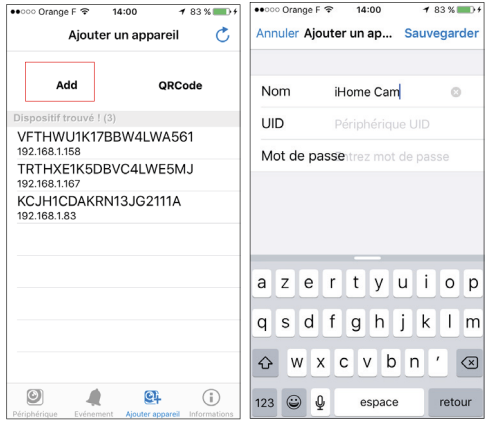 ●●○○○ Orange F 14:00 83 %
Ajouter un appareil
Add QRCode
Dispositif trouvé ! (3)
VFTHWU1K17BBW4LWA561
192.168.1.158
TRTHXE1K5DBVC4LWE5MJ
192.168.1.167
KCJH1CDAKRN13JG2111A
192.168.1.83
Périphérique Evénement Ajouter appareil Informations
●●○○○ Orange F 14:00 83 %
Annuler Ajouter un ap... Sauvegarder
Nom iHome Cam
UID Périphérique UID
Mot de passe Entrez mot de passe
a z e r t y u i o p
q s d f g h j k l m
w x c v b n ′
123 espace retour